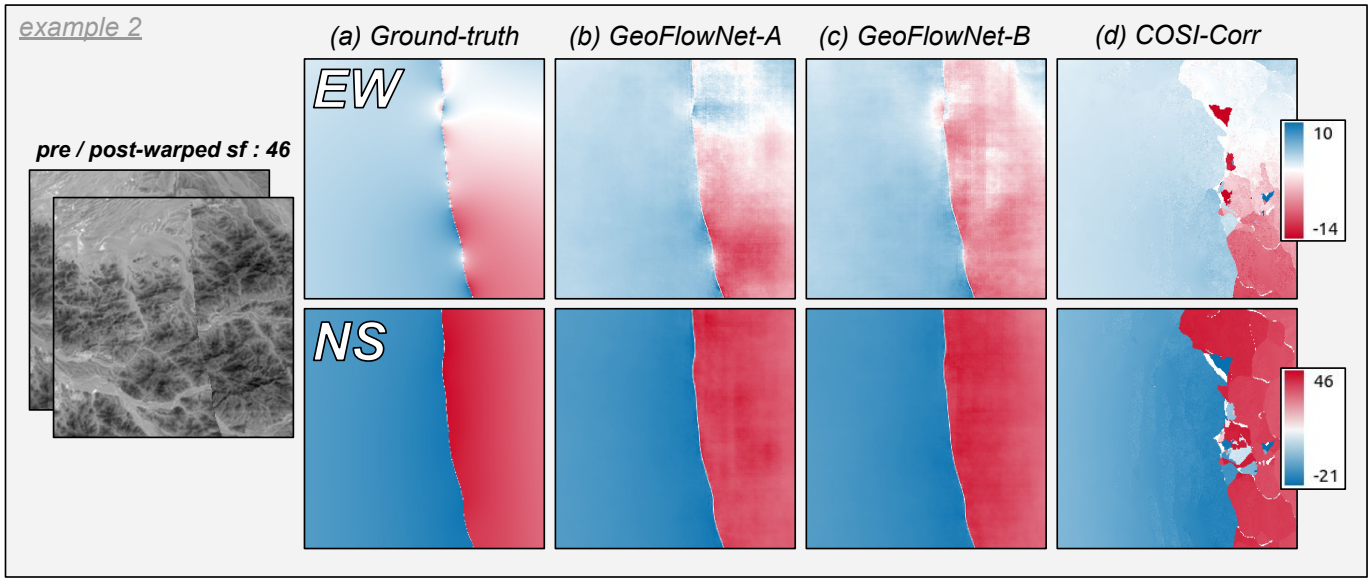 example 2
(a) Ground-truth
(b) GeoFlowNet-A
(c) GeoFlowNet-B
(d) COSI-Corr
EW
pre / post-warped sf : 46
10
-14
NS
46
-21